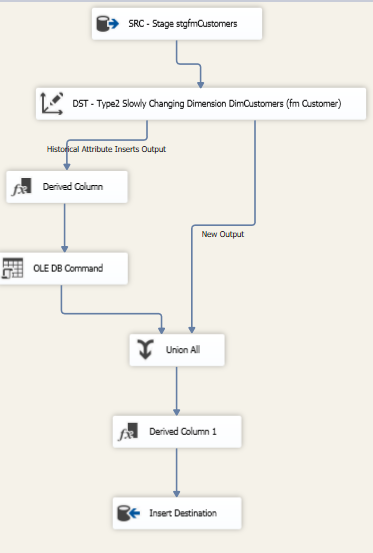 SRC - Stage stgfmCustomers
DST - Type2 Slowly Changing Dimension DimCustomers (fm Customer)
Historical Attribute Inserts Output
Derived Column
New Output
OLE DB Command
Union All
Derived Column 1
Insert Destination